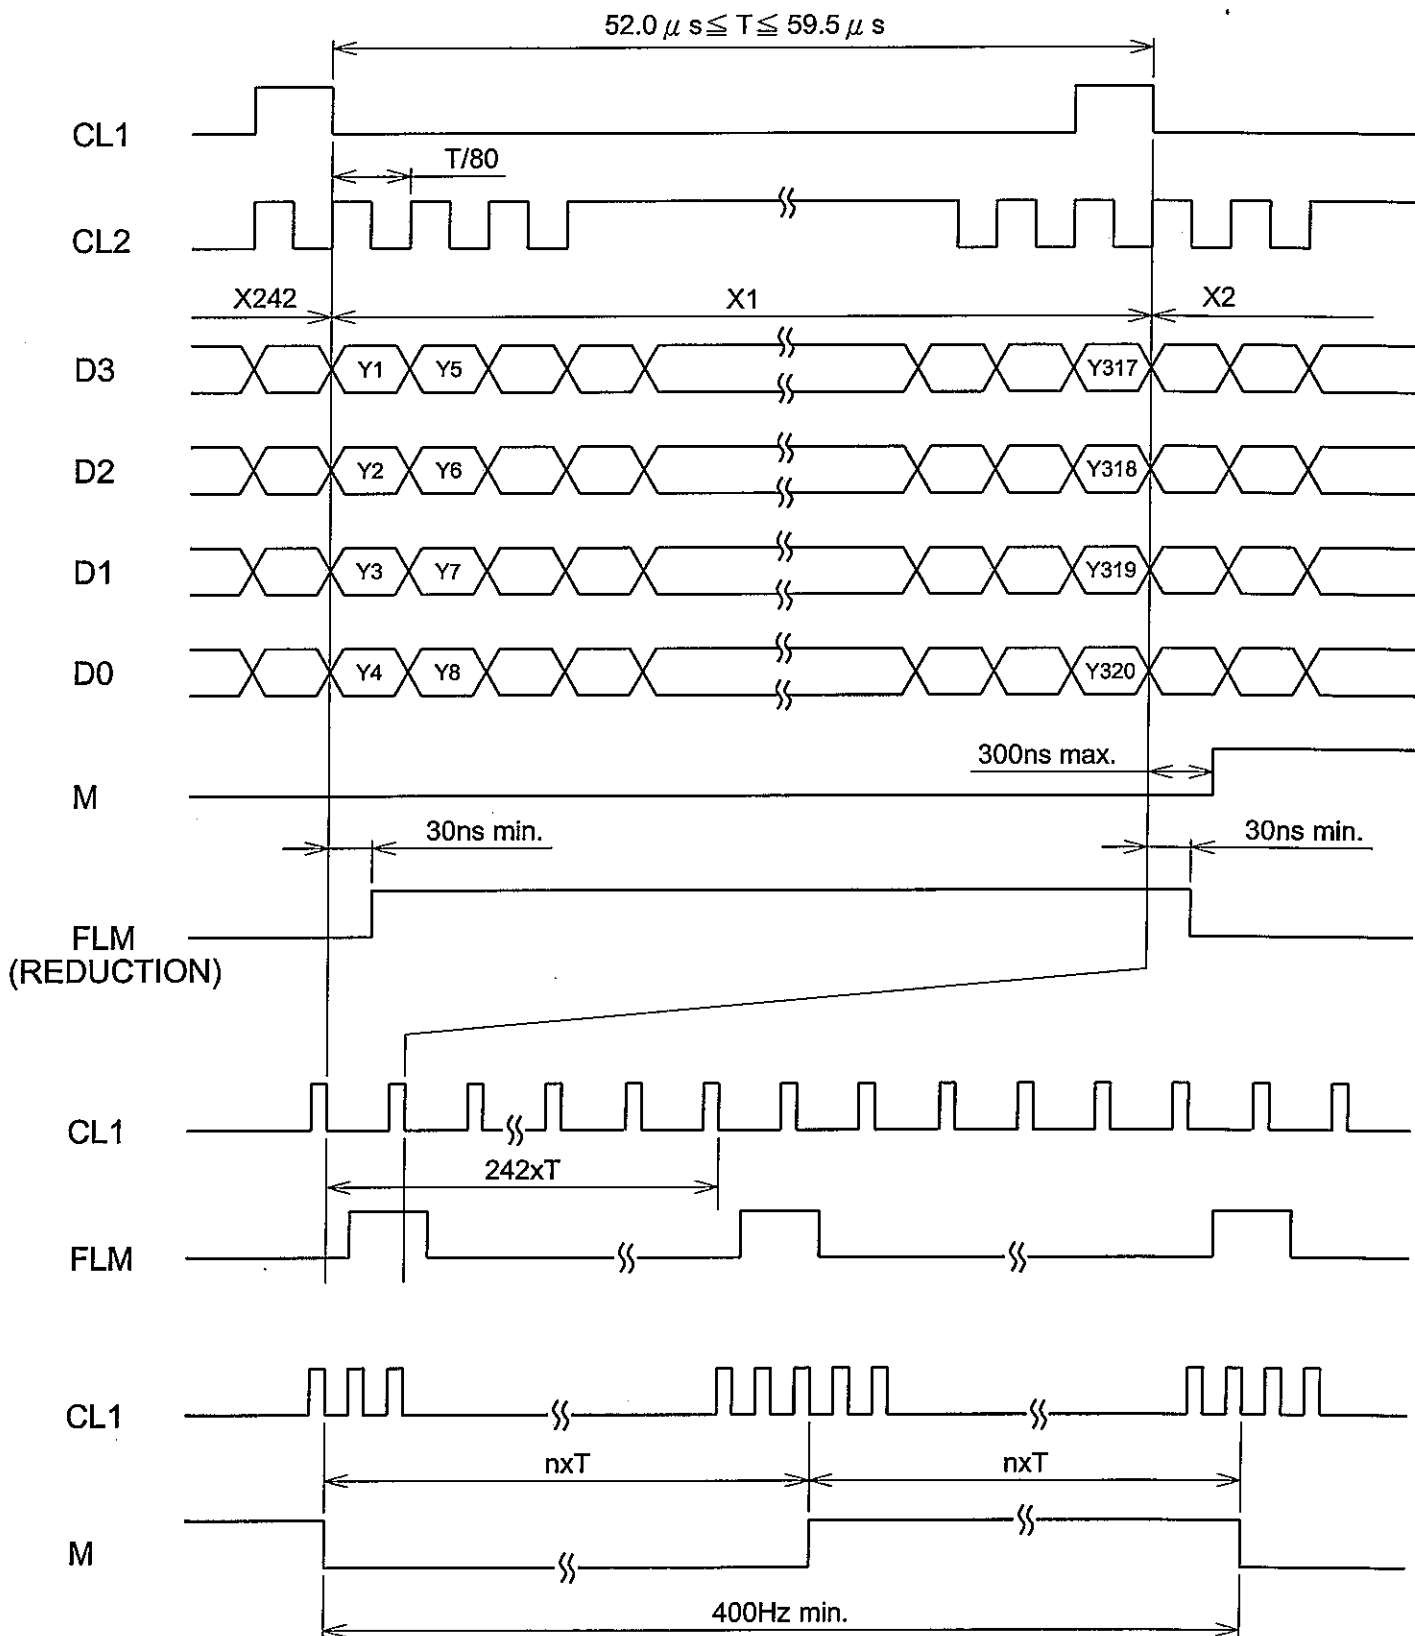 52.0 μ s ≦ T ≦ 59.5 μ s
CL1
T/80
CL2
X242 X1 X2
D3 Y1 Y5 Y317
D2 Y2 Y6 Y318
D1 Y3 Y7 Y319
D0 Y4 Y8 Y320
300ns max.
M
30ns min. 30ns min.
FLM
(REDUCTION)
CL1
242xT
FLM
CL1
nxT nxT
M
400Hz min.